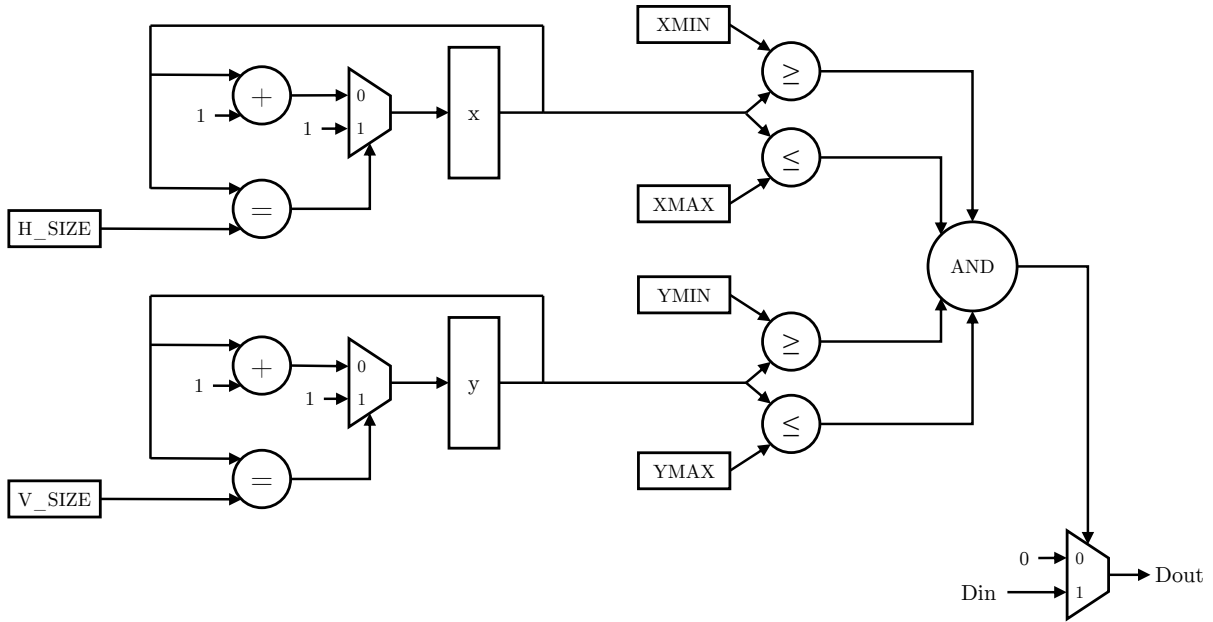 XMIN
≥
+
0
1
1
x
1
≤
=
XMAX
H_SIZE
AND
YMIN
≥
+
0
1
1
y
≤
=
YMAX
V_SIZE
0
0
Dout
Din
1